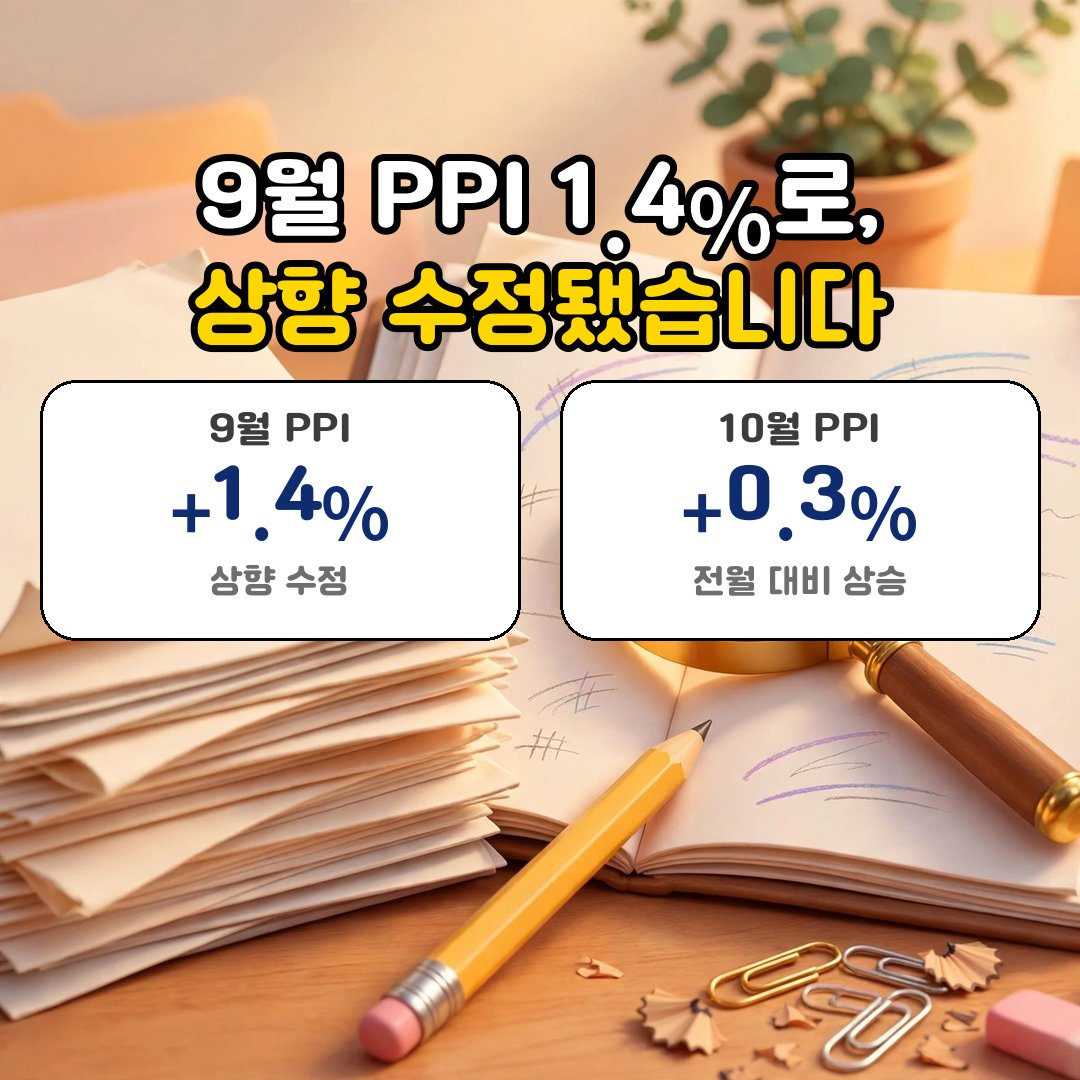 9월 PPI 1.4%로,
상향 수정됐습니다
9월 PPI
+1.4%
상향 수정
10월 PPI
+0.3%
전월 대비 상승